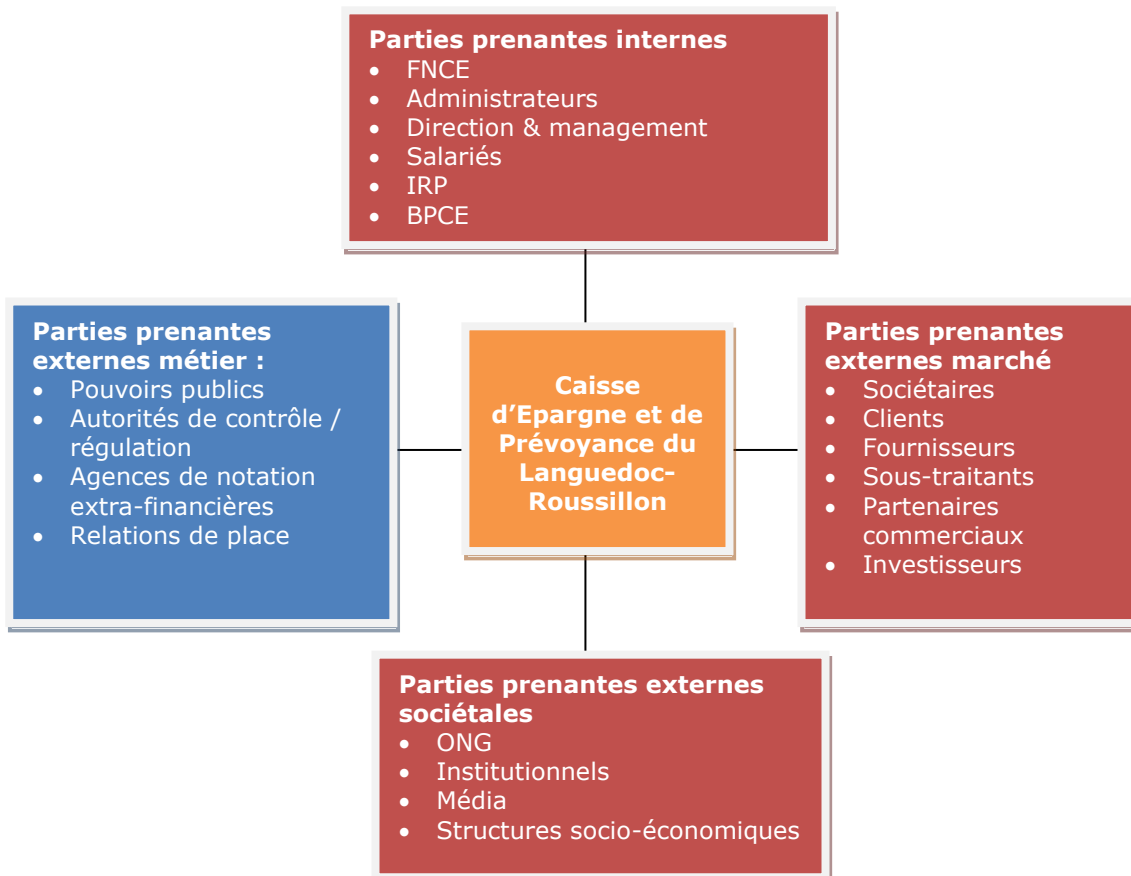 Parties prenantes internes
• FNCE
• Administrateurs
• Direction & management
• Salariés
• IRP
• BPCE
Parties prenantes
externes métier :
• Pouvoirs publics
• Autorités de contrôle /
régulation
• Agences de notation
extra-financières
• Relations de place
Caisse
d’Epargne et de
Prévoyance du
Languedoc-
Roussillon
Parties prenantes
externes marché
• Sociétaires
• Clients
• Fournisseurs
• Sous-traitants
• Partenaires
commerciaux
• Investisseurs
Parties prenantes externes
sociétales
• ONG
• Institutionnels
• Média
• Structures socio-économiques